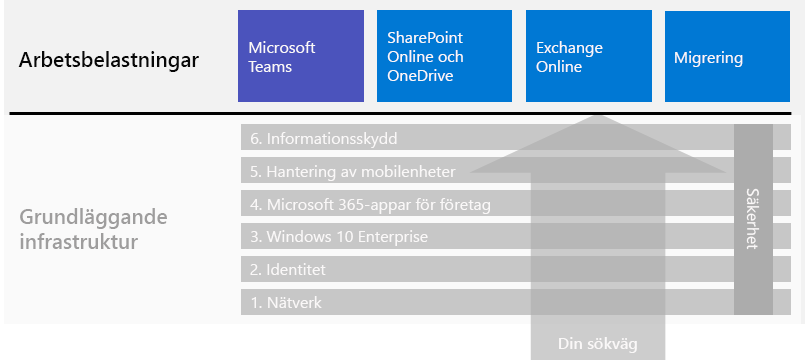 Arbetsbelastningar
Microsoft
Teams
SharePoint
Online och
OneDrive
Exchange
Online
Migrering
Grundläggande
infrastruktur
6. Informationsskydd
5. Hantering av mobilenheter
4. Microsoft 365-appar för företag
3. Windows 10 Enterprise
2. Identitet
1. Nätverk
Säkerhet
Din sökväg